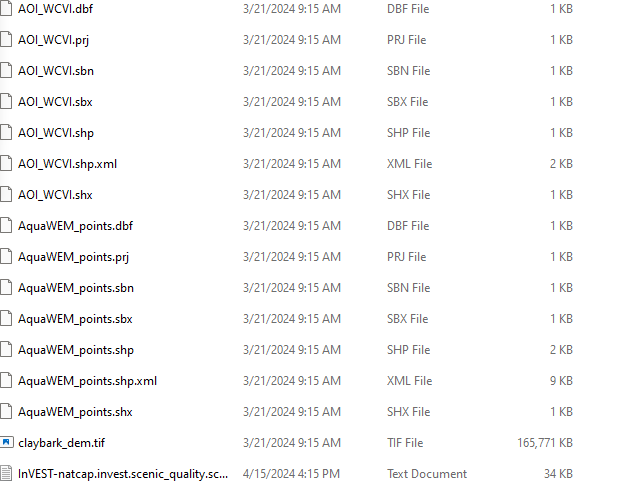 AOI_WCVI.dbf 3/21/2024 9:15 AM DBF File 1 KB
AOI_WCVI.prj 3/21/2024 9:15 AM PRJ File 1 KB
AOI_WCVI.sbn 3/21/2024 9:15 AM SBN File 1 KB
AOI_WCVI.sbx 3/21/2024 9:15 AM SBX File 1 KB
AOI_WCVI.shp 3/21/2024 9:15 AM SHP File 1 KB
AOI_WCVI.shp.xml 3/21/2024 9:15 AM XML File 2 KB
AOI_WCVI.shx 3/21/2024 9:15 AM SHX File 1 KB
AquaWEM_points.dbf 3/21/2024 9:15 AM DBF File 1 KB
AquaWEM_points.prj 3/21/2024 9:15 AM PRJ File 1 KB
AquaWEM_points.sbn 3/21/2024 9:15 AM SBN File 1 KB
AquaWEM_points.sbx 3/21/2024 9:15 AM SBX File 1 KB
AquaWEM_points.shp 3/21/2024 9:15 AM SHP File 2 KB
AquaWEM_points.shp.xml 3/21/2024 9:15 AM XML File 9 KB
AquaWEM_points.shx 3/21/2024 9:15 AM SHX File 1 KB
claybark_dem.tif 3/21/2024 9:15 AM TIF File 165,771 KB
InVEST-natcap.invest.scenic_quality.sc... 4/15/2024 4:15 PM Text Document 34 KB